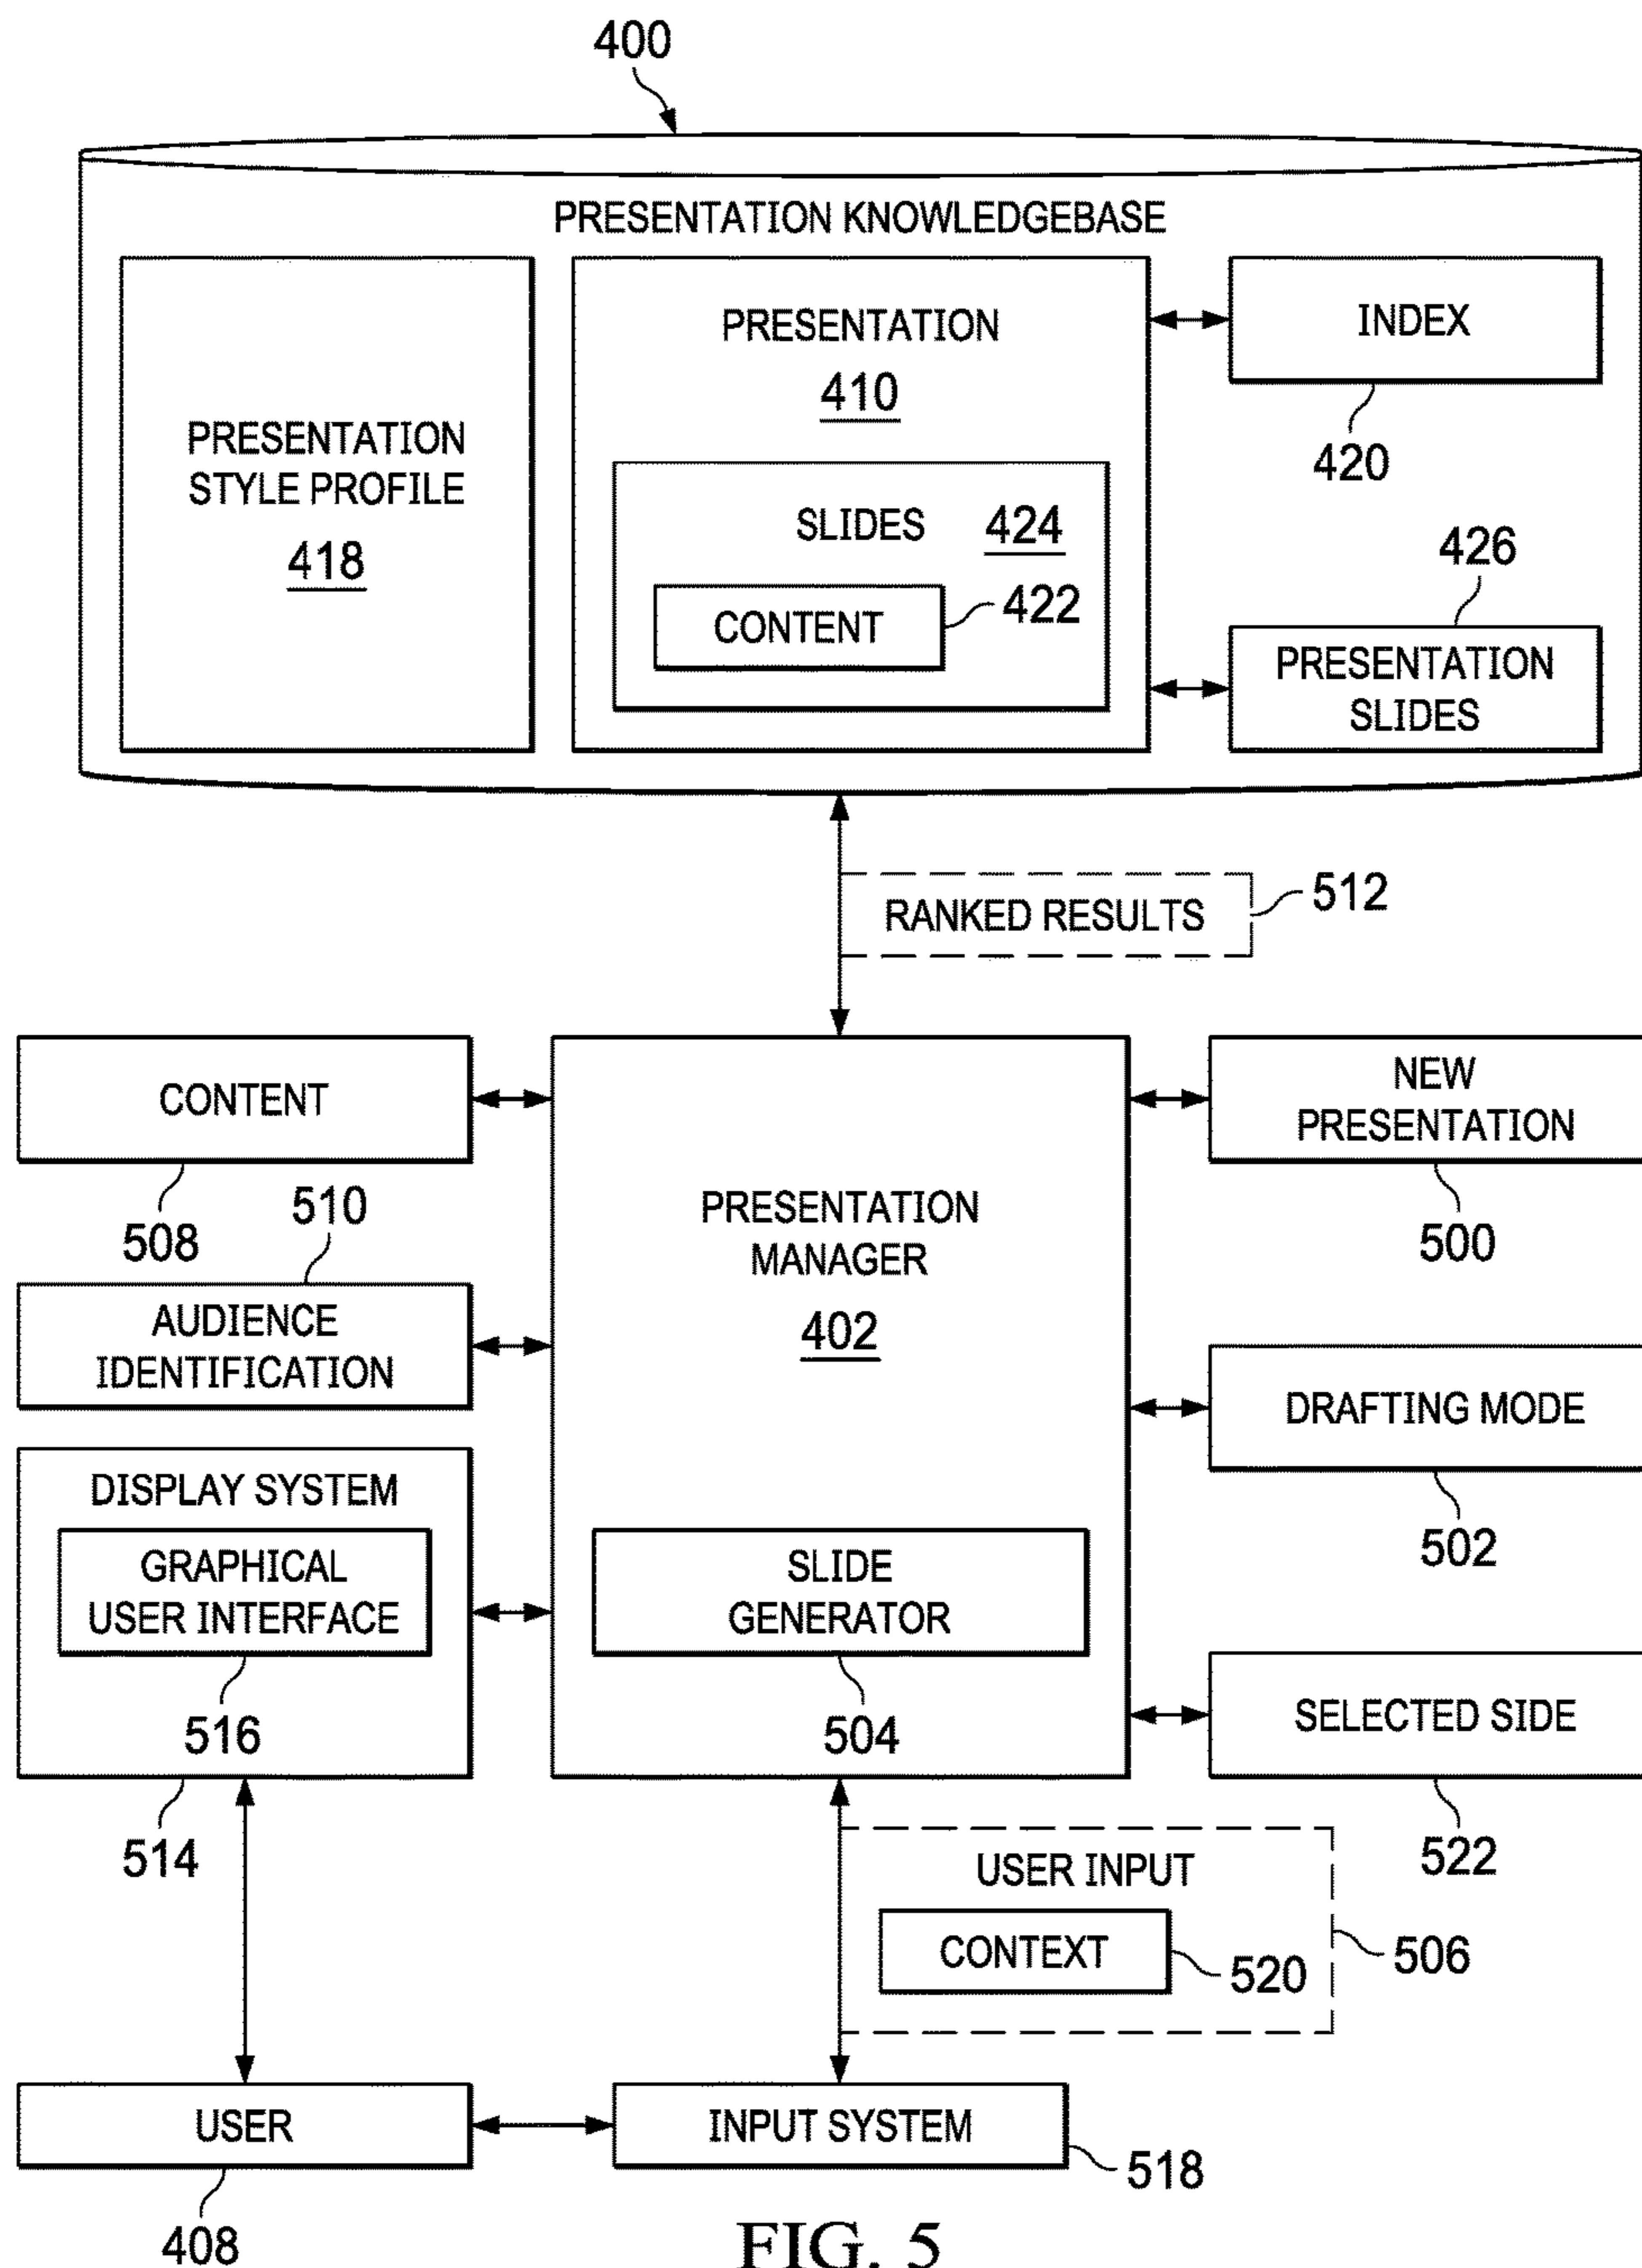 400
PRESENTATION KNOWLEDGEBASE
PRESENTATION
STYLE PROFILE
418
PRESENTATION
410
SLIDES 424
CONTENT
422
INDEX
420
426
PRESENTATION
SLIDES
RANKED RESULTS
512
CONTENT
508
510
AUDIENCE
IDENTIFICATION
DISPLAY SYSTEM
GRAPHICAL
USER INTERFACE
516
514
PRESENTATION
MANAGER
402
SLIDE
GENERATOR
504
NEW
PRESENTATION
500
DRAFTING MODE
502
SELECTED SIDE
522
USER INPUT
CONTEXT
520
506
USER
408
INPUT SYSTEM
518
FIG. 5